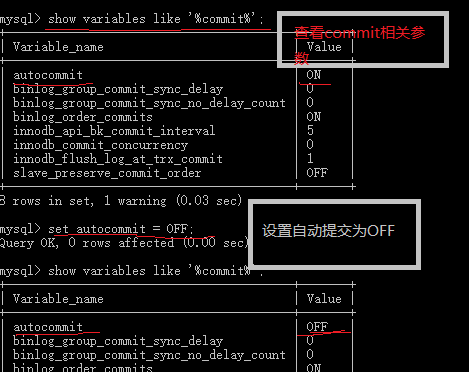 mysql> show variables like '%commit%';
查看commit相关参
数
Variable_name Value
autocommit ON
binlog_group_commit_sync_delay 0
binlog_group_commit_sync_no_delay_count 0
binlog_order_commits ON
innodb_api_bk_commit_interval 5
innodb_commit_concurrency 0
innodb_flush_log_at_trx_commit 1
slave_preserve_commit_order OFF
8 rows in set, 1 warning (0.03 sec)
mysql> set autocommit = OFF;
Query OK, 0 rows affected (0.00 sec)
设置自动提交为OFF
mysql> show variables like '%commit%';
Variable_name Value
autocommit OFF
binlog_group_commit_sync_delay 0
binlog_group_commit_sync_no_delay_count 0
binlog_order_commits ON